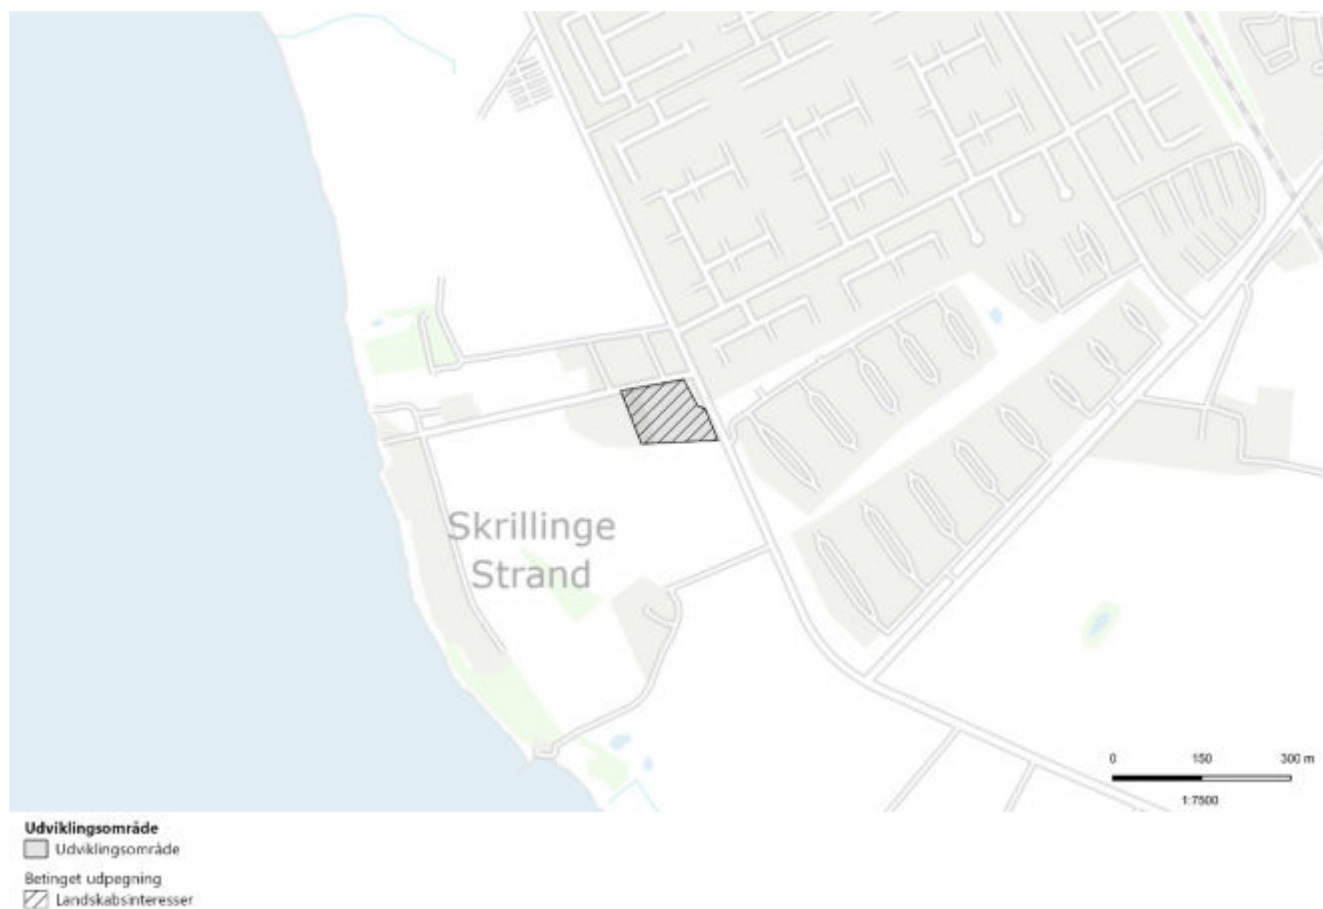 Skrillinge
Strand
0 150 300 m
1:7500
Udviklingsområde
Udviklingsområde
Betinget udpegning
Landskabsinteresser